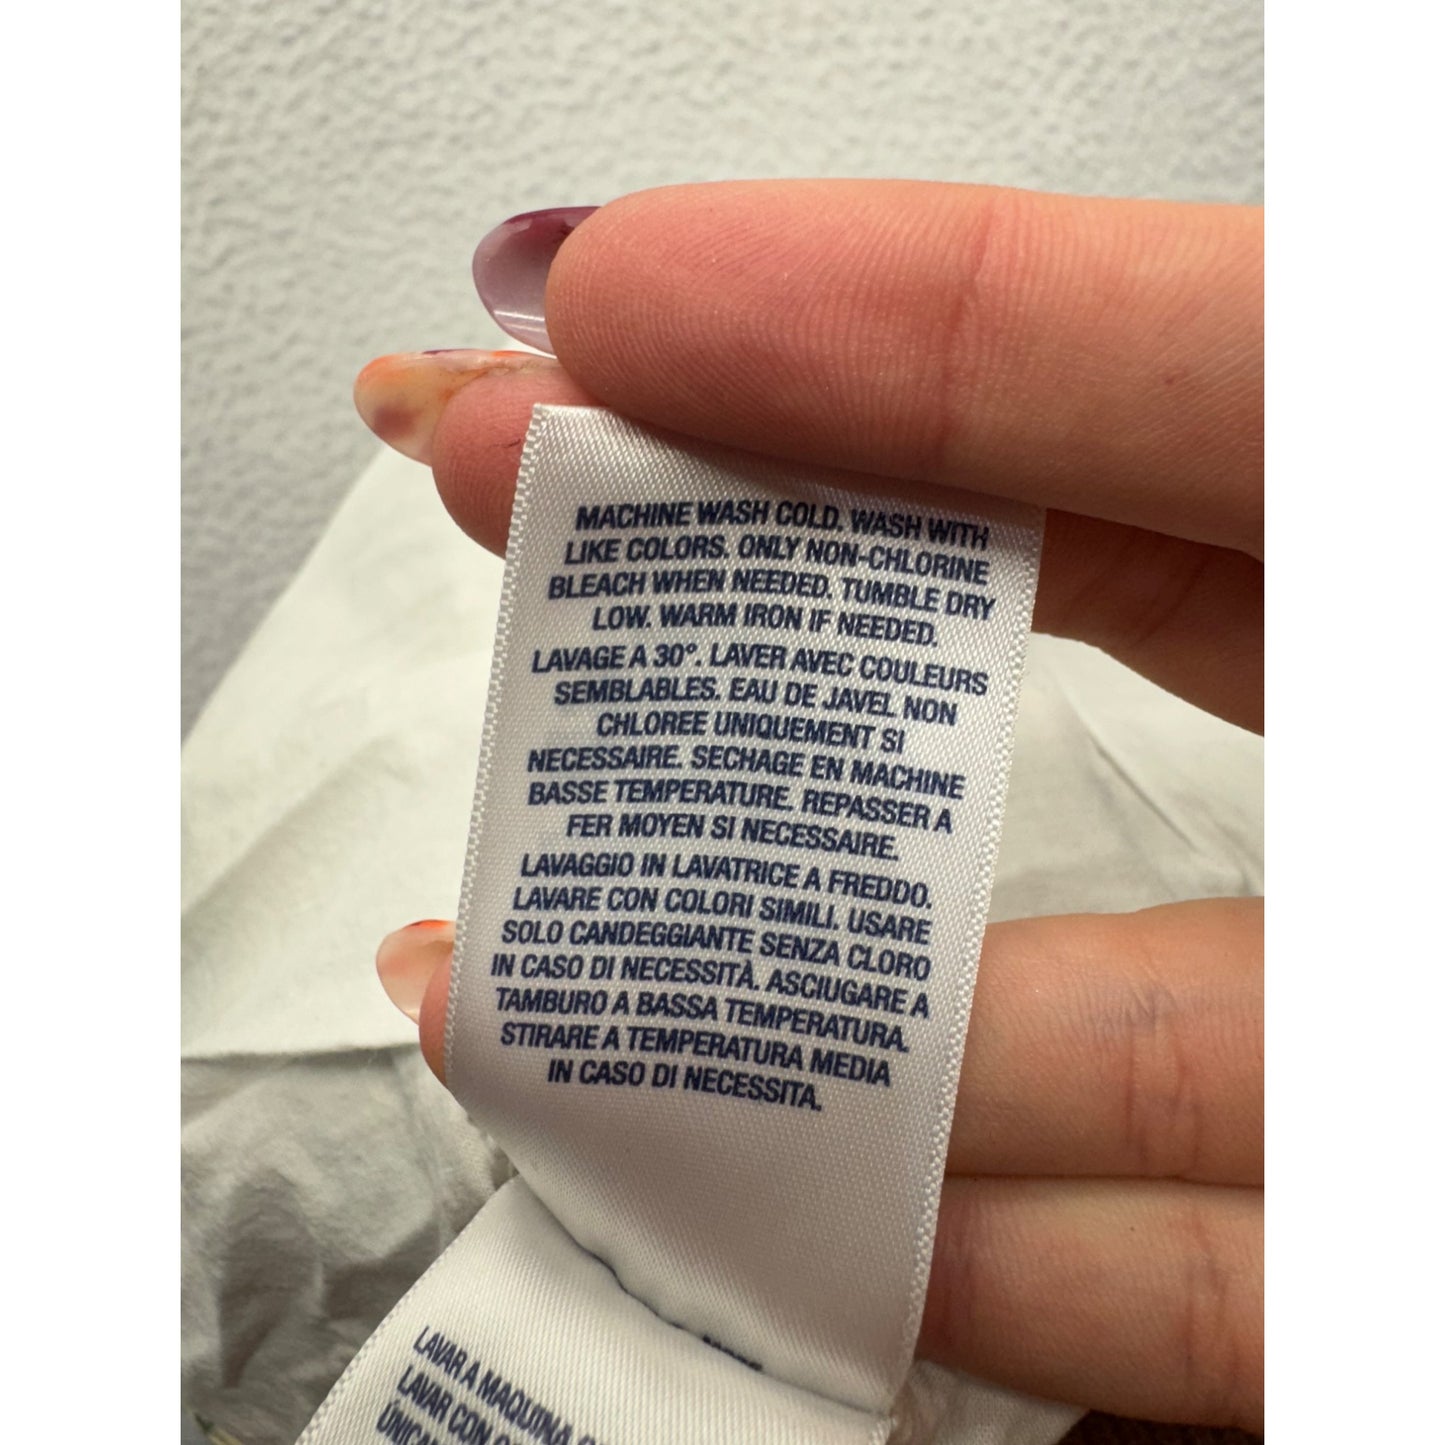 MACHINE WASH COLD. WASH WITH
LIKE COLORS. ONLY NON-CHLORINE
BLEACH WHEN NEEDED. TUMBLE DRY
LOW. WARM IRON IF NEEDED.
LAVAGE A 30°. LAVER AVEC COULEURS
SEMBLABLES. EAU DE JAVEL NON
CHLOREE UNIQUEMENT SI
NECESSAIRE. SECHAGE EN MACHINE
BASSE TEMPERATURE. REPASSER A
FER MOYEN SI NECESSAIRE.
LAVAGGIO IN LAVATRICE A FREDDO.
LAVARE CON COLORI SIMILI. USARE
SOLO CANDEGGIANTE SENZA CLORO
IN CASO DI NECESSITÀ. ASCIUGARE A
TAMBURO A BASSA TEMPERATURA.
STIRARE A TEMPERATURA MEDIA
IN CASO DI NECESSITA.
LAVAR A MAQUINA
LAVAR CON